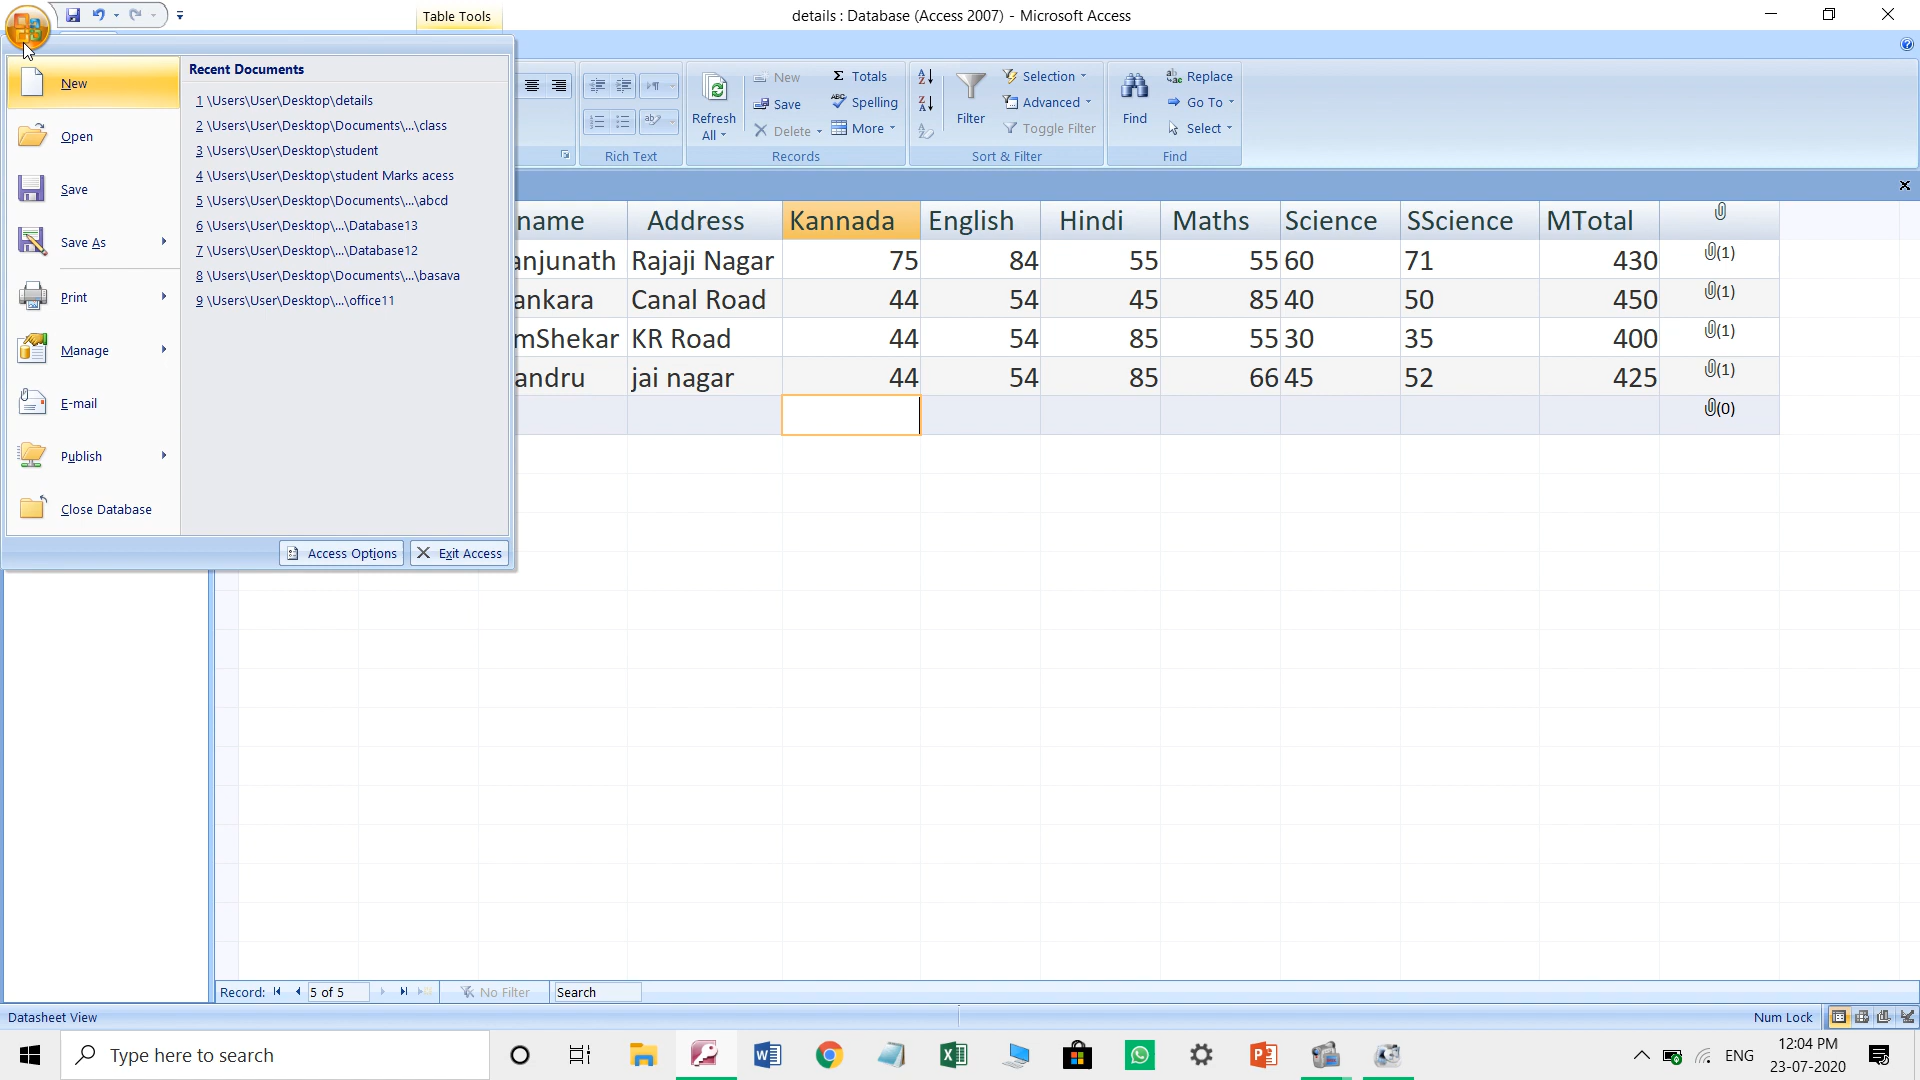 Table Tools
details : Database (Access 2007) - Microsoft Access
New
Open
Save
Save As
Print
Manage
E-mail
Publish
Close Database
Recent Documents
1 \Users\User\Desktop\details
2 \Users\User\Desktop\Documents\...\class
3 \Users\User\Desktop\student
4 \Users\User\Desktop\student Marks acess
5 \Users\User\Desktop\Documents\...\abcd
6 \Users\User\Desktop\...\Database13
7 \Users\User\Desktop\...\Database12
8 \Users\User\Desktop\Documents\...\basava
9 \Users\User\Desktop\...\office11
Access Options
Exit Access
Rich Text
Refresh
All
New
Save
Delete
Totals
Spelling
More
Records
Filter
Selection
Advanced
Toggle Filter
Sort & Filter
Find
Replace
Go To
Select
Find
name Address Kannada English Hindi Maths Science SScience MTotal
anjunath Rajaji Nagar 75 84 55 55 60 71 430 (1)
ankara Canal Road 44 54 45 85 40 50 450 (1)
mShekar KR Road 44 54 85 55 30 35 400 (1)
andru jai nagar 44 54 85 66 45 52 425 (1)
(0)
Record: 5 of 5 No Filter Search
Datasheet View
Num Lock
Type here to search
ENG
12:04 PM
23-07-2020